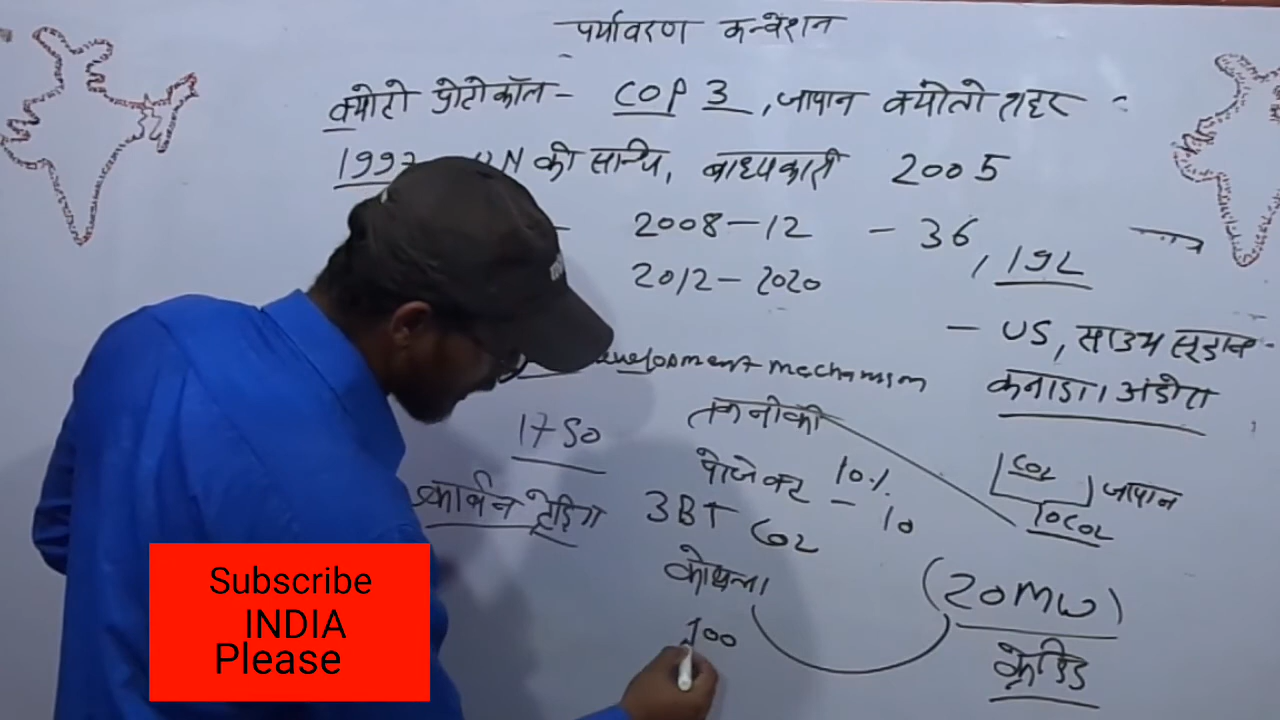 पर्यावरण कन्वेशन
क्योटो प्रोटोकॉल - COP 3, जापान क्योतो शहर
1997 UN की सन्धि, बाध्यकारी 2005
2008-12 - 36, 192
2012-2020
- US, साउथ सूडान
Development mechanism
कनाडा। अंडोरा
तकनीकी
1750
प्रोजेक्ट 10%
CO2
जापान
कार्बन ट्रेडिंग
3BT CO2
10
10CO2
कोयला
(20MW)
100
क्रेडिट
Subscribe
INDIA
Please